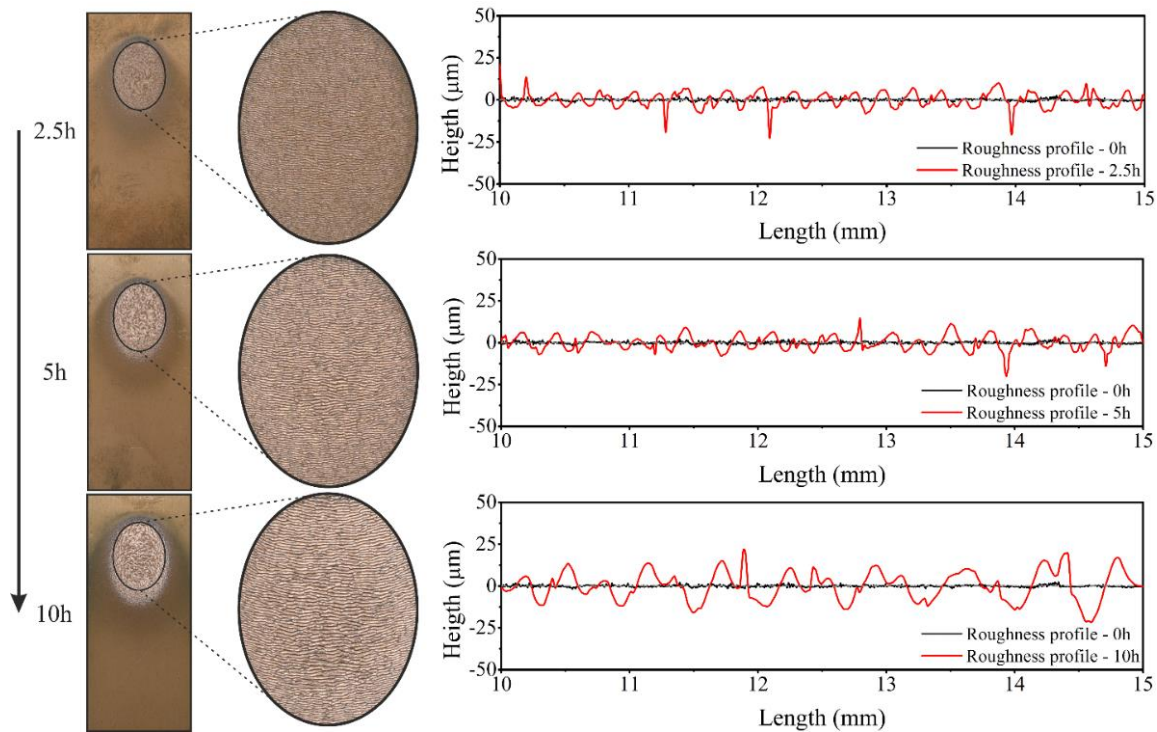 2.5h
5h
10h
Heigth (μm)
50
25
0
-25
-50
Roughness profile - 0h
Roughness profile - 2.5h
10
11
12
13
14
15
Length (mm)
Heigth (μm)
50
25
0
-25
-50
Roughness profile - 0h
Roughness profile - 5h
10
11
12
13
14
15
Length (mm)
Heigth (μm)
50
25
0
-25
-50
Roughness profile - 0h
Roughness profile - 10h
10
11
12
13
14
15
Length (mm)